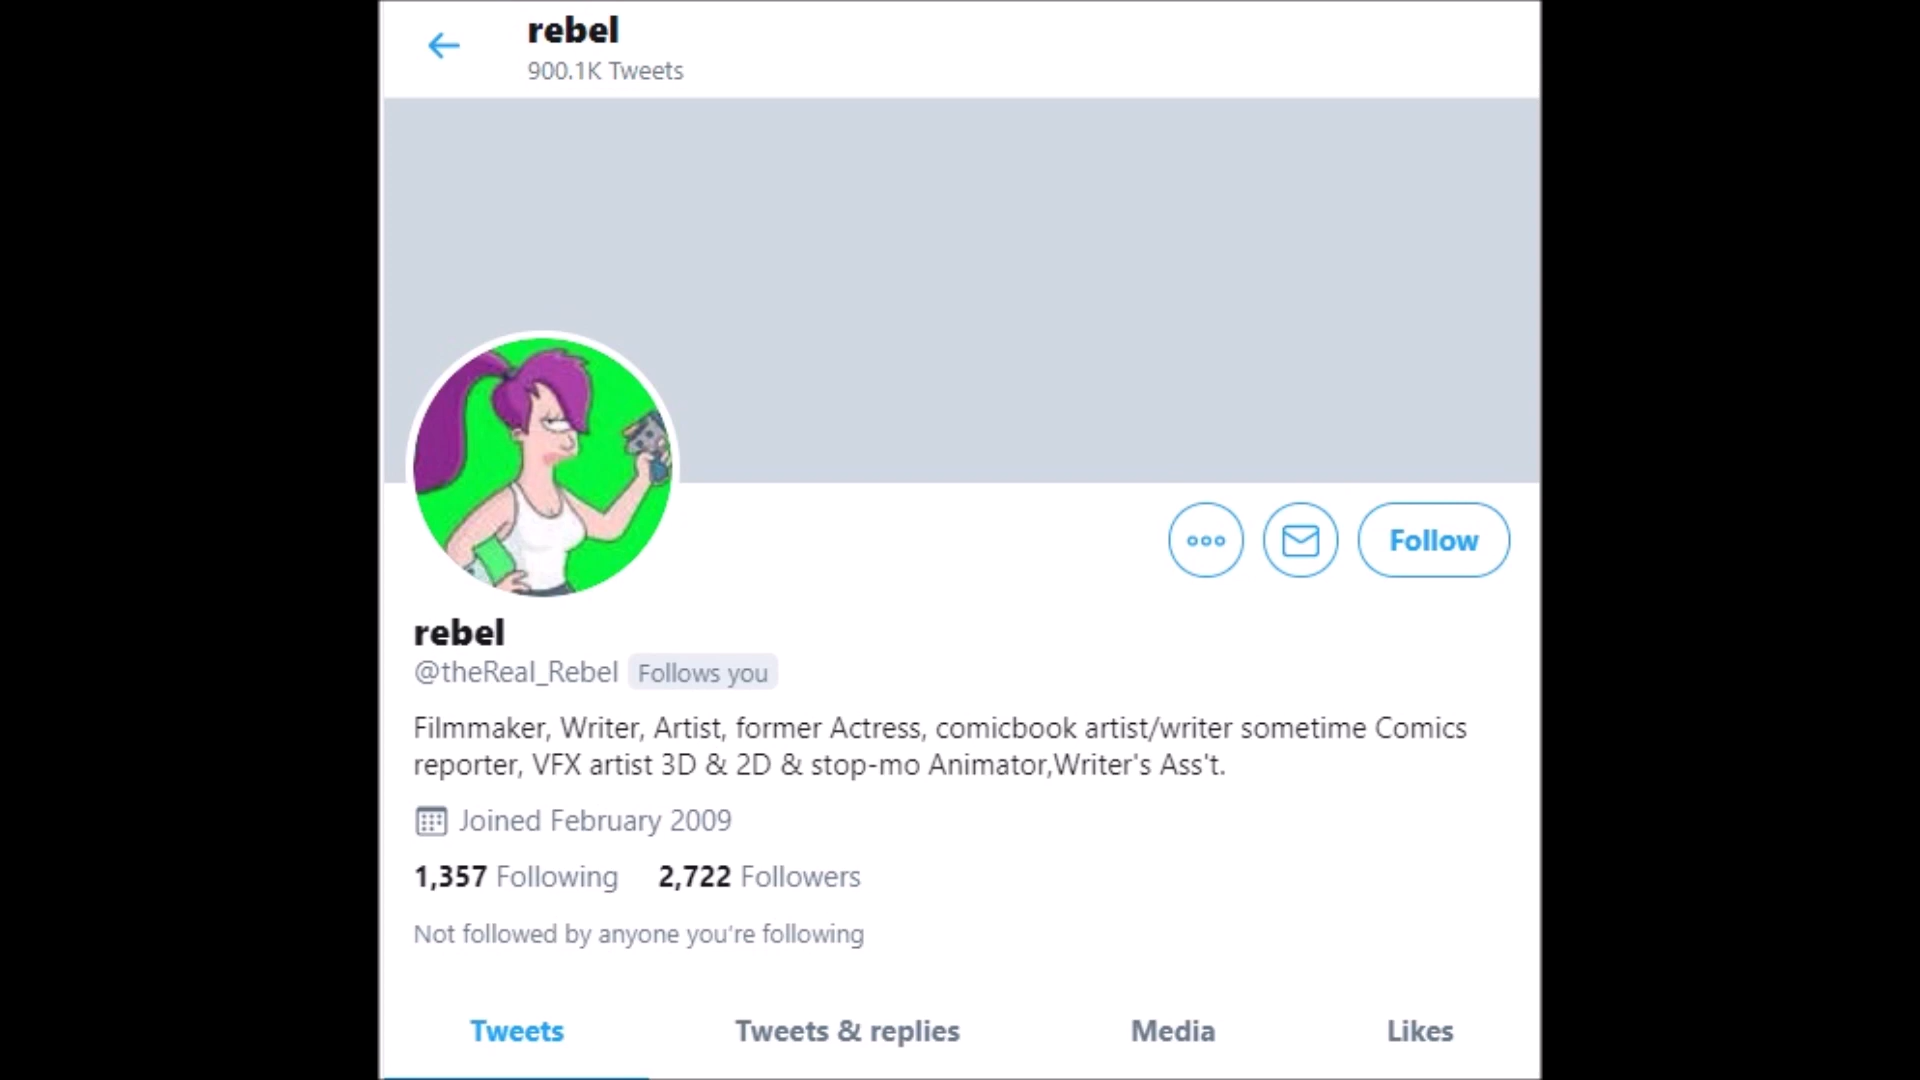 rebel
900.1K Tweets
Follow
rebel
@theReal_Rebel Follows you
Filmmaker, Writer, Artist, former Actress, comicbook artist/writer sometime Comics
reporter, VFX artist 3D & 2D & stop-mo Animator,Writer's Ass't.
Joined February 2009
1,357 Following 2,722 Followers
Not followed by anyone you're following
Tweets Tweets & replies Media Likes